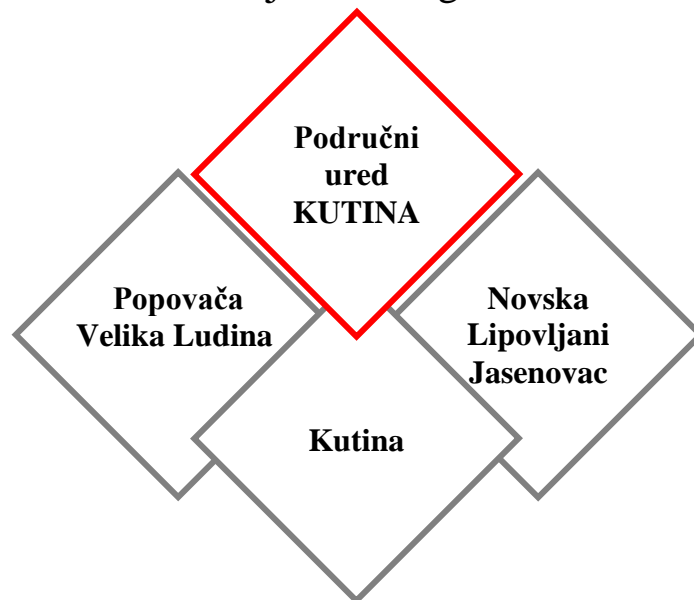 Područni
ured
KUTINA
Popovača
Velika Ludina
Novska
Lipovljani
Jasenovac
Kutina